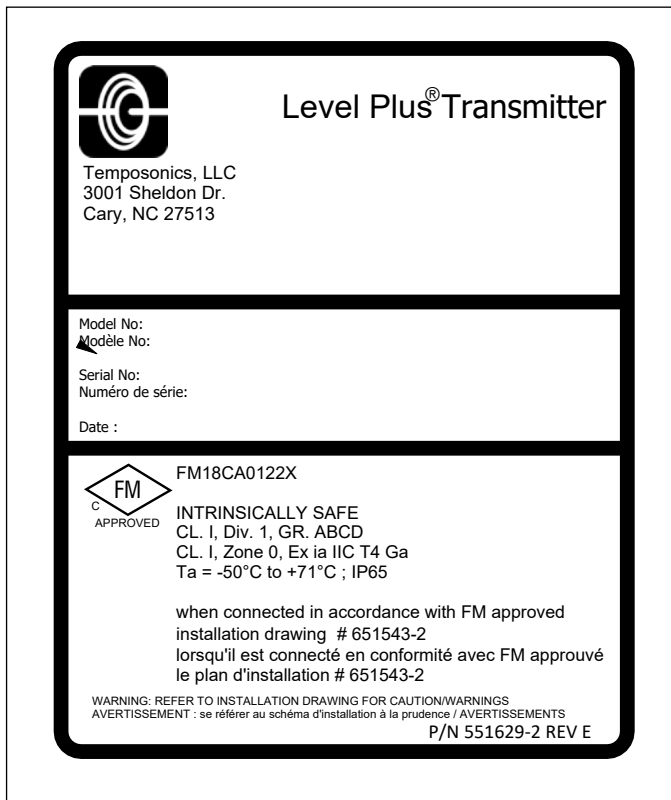 Level Plus® Transmitter
Temposonics, LLC
3001 Sheldon Dr.
Cary, NC 27513
Model No:
Modèle No:
Serial No:
Numéro de série:
Date :
FM
C
APPROVED
FM18CA0122X
INTRINSICALLY SAFE
CL. I, Div. 1, GR. ABCD
CL. I, Zone 0, Ex ia IIC T4 Ga
Ta = -50°C to +71°C ; IP65
when connected in accordance with FM approved
installation drawing # 651543-2
lorsqu'il est connecté en conformité avec FM approuvé
le plan d'installation # 651543-2
WARNING: REFER TO INSTALLATION DRAWING FOR CAUTION/WARNINGS
AVERTISSEMENT : se référer au schéma d'installation à la prudence / AVERTISSEMENTS
P/N 551629-2 REV E